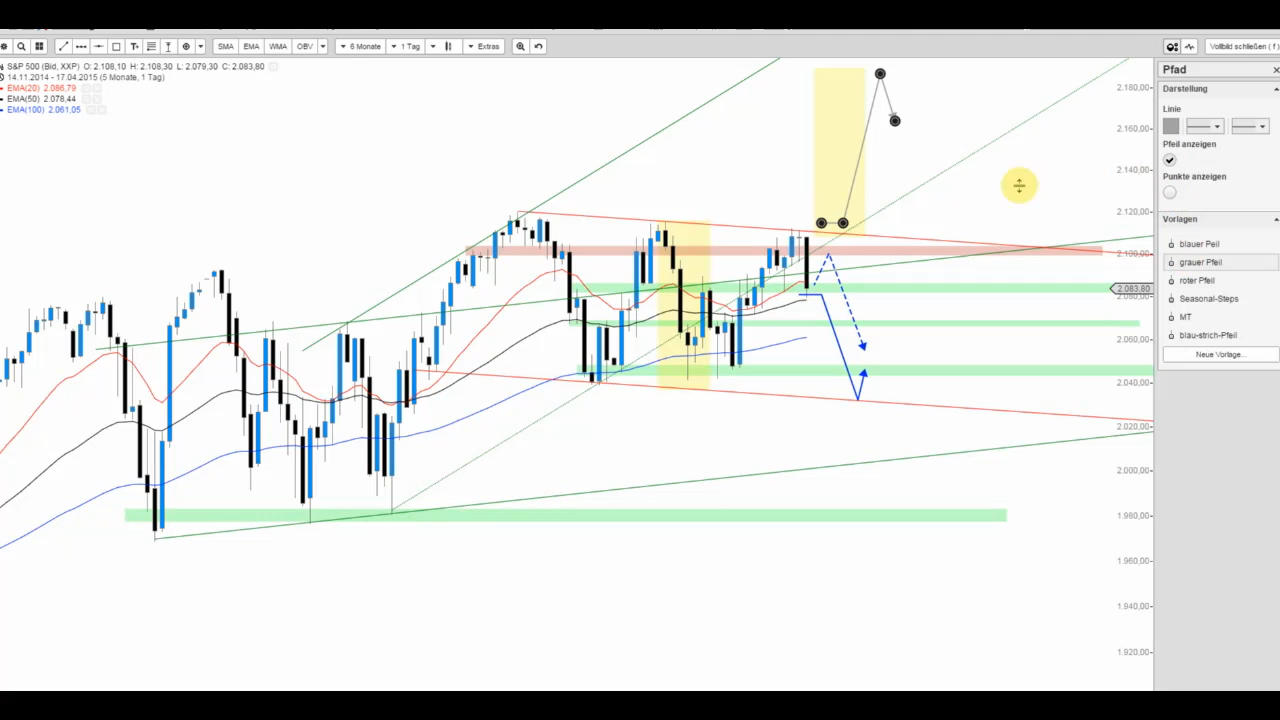 SMA EMA WMA OBV 6 Monate 1 Tag Extras Vollbild schließen ( f )
S&P 500 (Bid, XXP) O: 2.108,10 H: 2.108,30 L: 2.079,30 C: 2.083,80
14.11.2014 - 17.04.2015 (5 Monate, 1 Tag)
EMA(20) 2.086,79
EMA(50) 2.078,44
EMA(100) 2.061,05
2.180,00
2.160,00
2.140,00
2.120,00
2.100,00
2.083,80
2.080,00
2.060,00
2.040,00
2.020,00
2.000,00
1.980,00
1.960,00
1.940,00
1.920,00
Pfad
Darstellung
Linie
Pfeil anzeigen
Punkte anzeigen
Vorlagen
blauer Peil
grauer Pfeil
roter Pfeil
Seasonal-Steps
MT
blau-strich-Pfeil
Neue Vorlage...